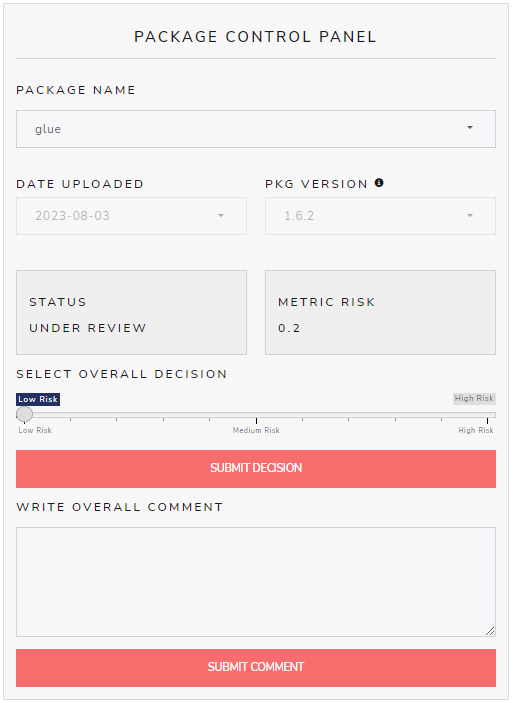 PACKAGE CONTROL PANEL
PACKAGE NAME
glue
DATE UPLOADED PKG VERSION
2023-08-03 1.6.2
STATUS METRIC RISK
UNDER REVIEW 0.2
SELECT OVERALL DECISION
Low Risk High Risk
Low Risk Medium Risk High Risk
SUBMIT DECISION
WRITE OVERALL COMMENT
SUBMIT COMMENT